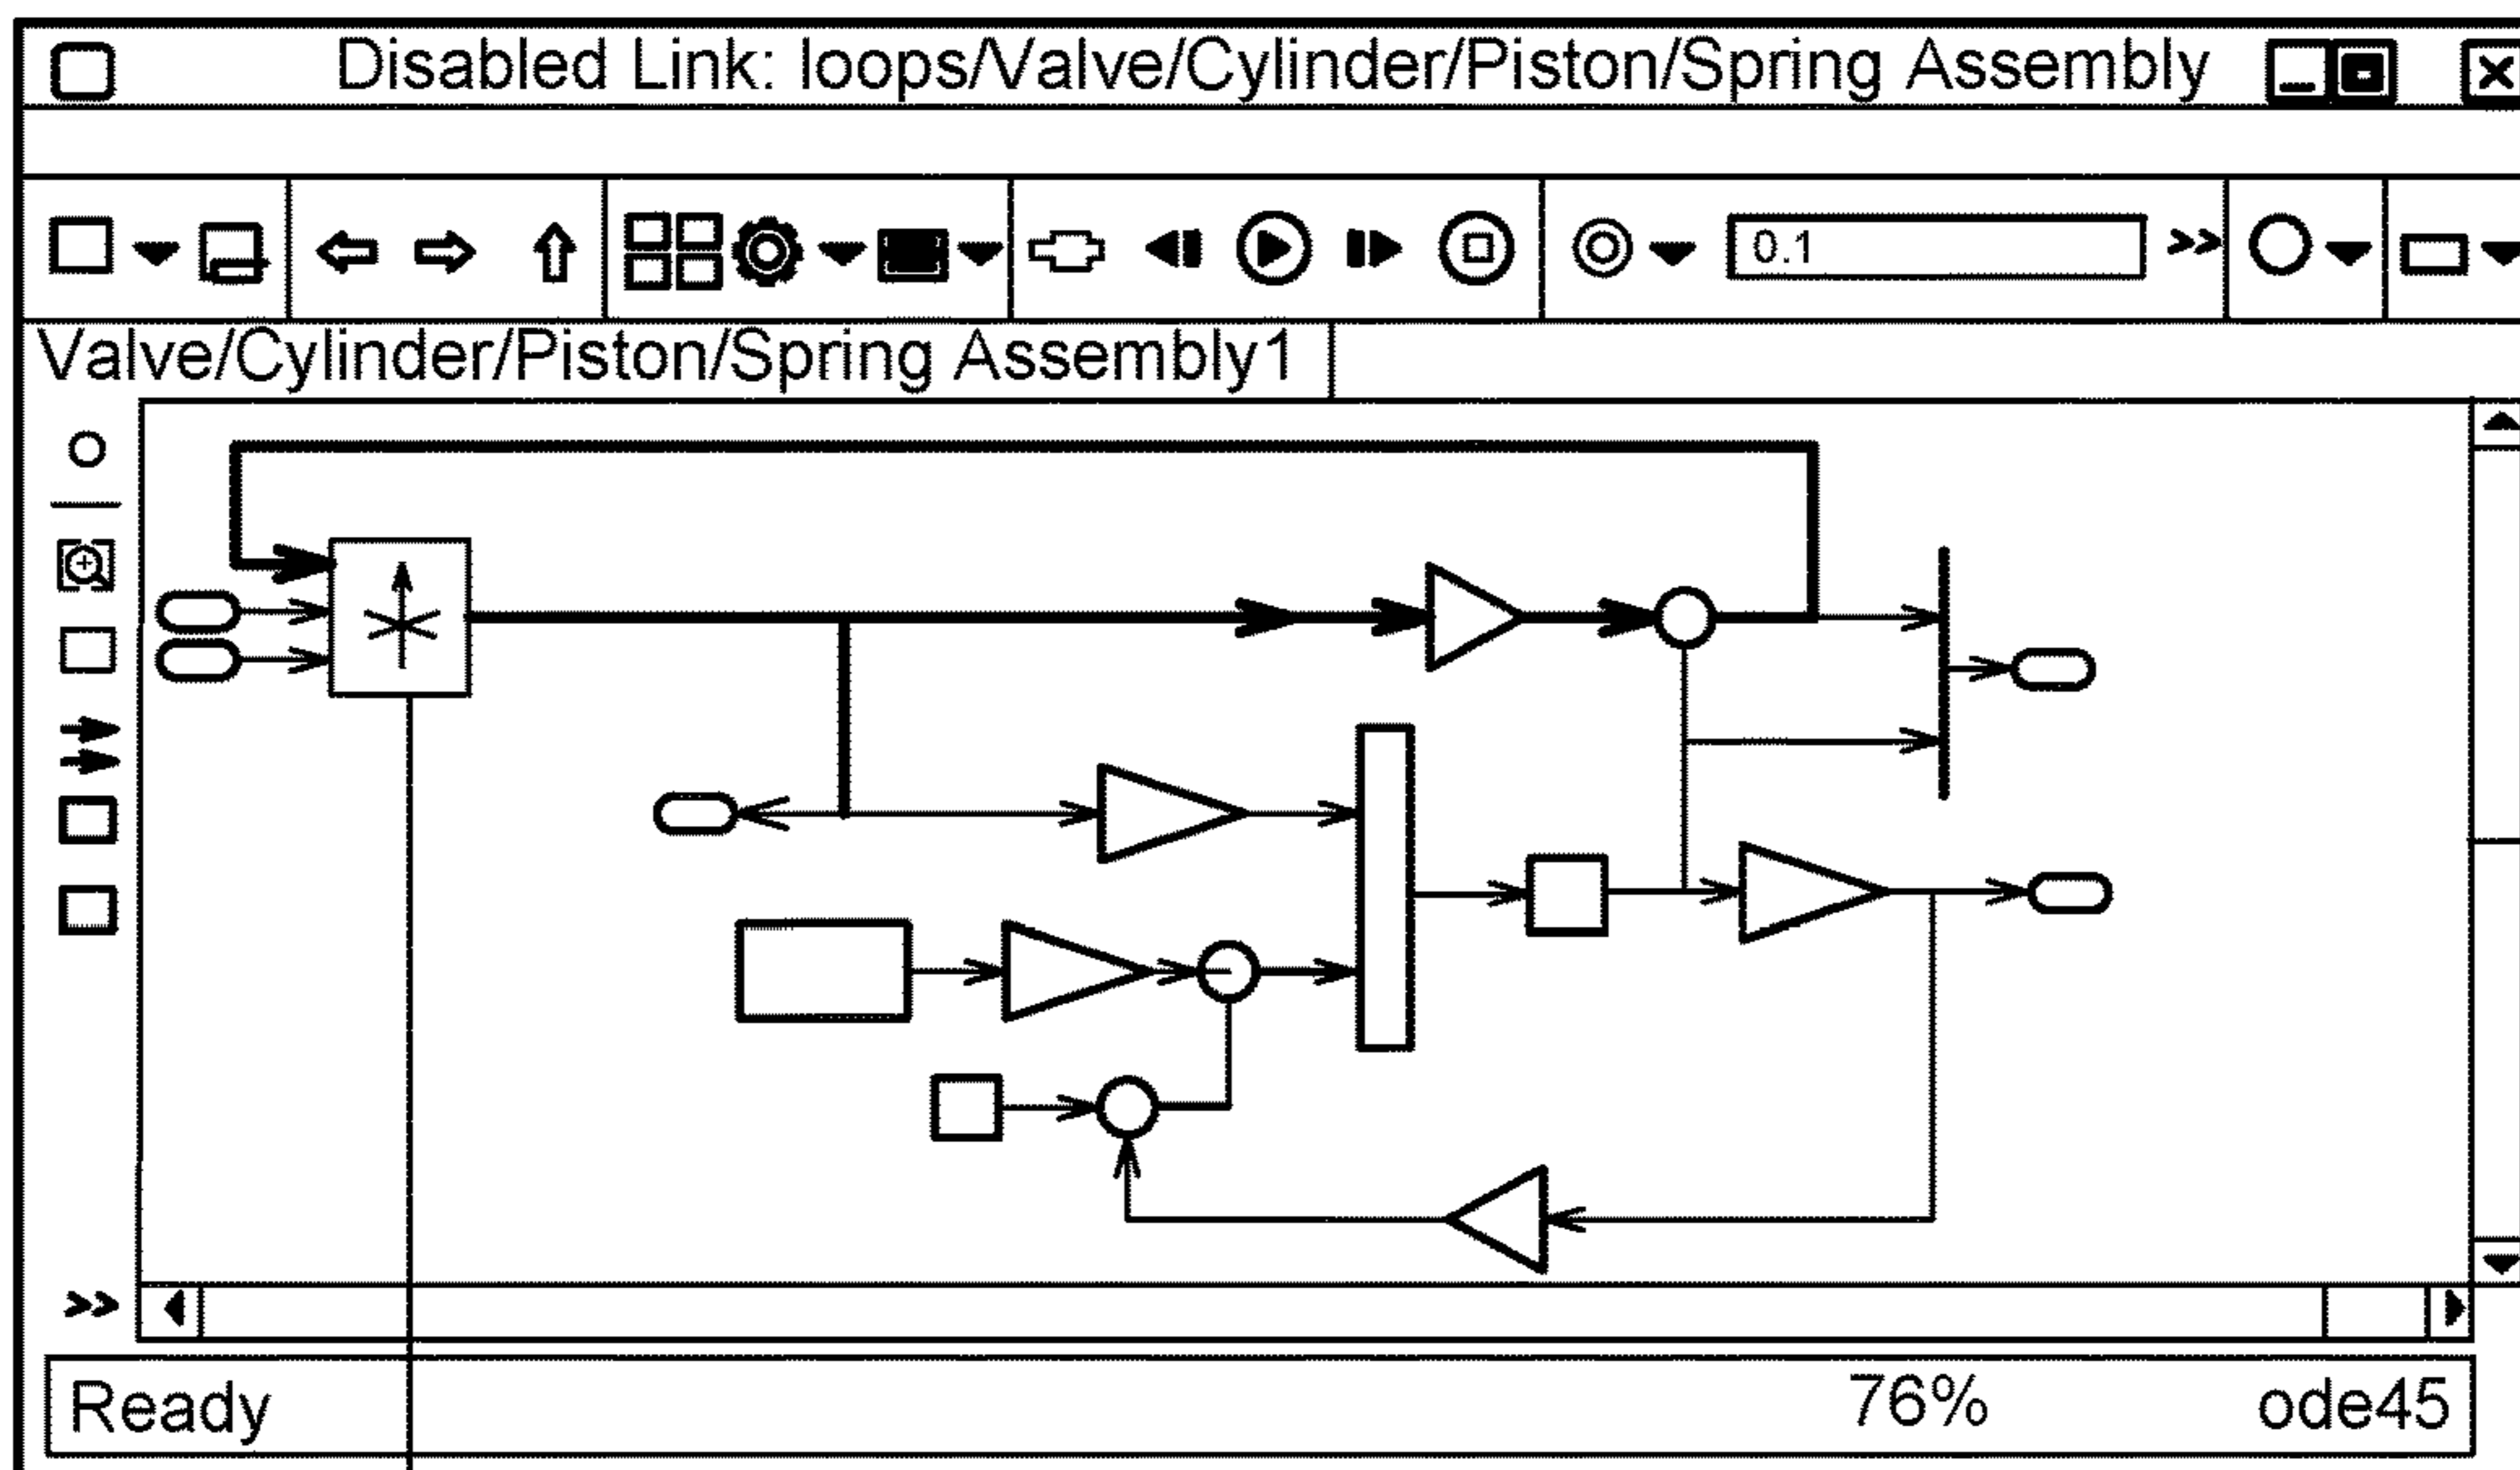 Disabled Link: loops/Valve/Cylinder/Piston/Spring Assembly
0.1
Valve/Cylinder/Piston/Spring Assembly1
Ready 76% ode45